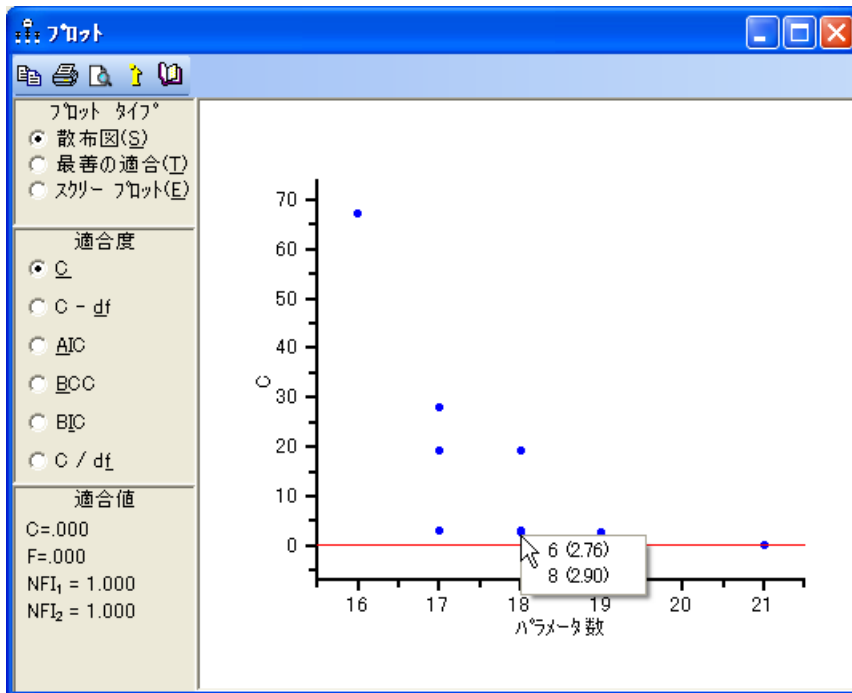 プロット
プロット タイプ
散布図(S)
最善の適合(T)
スクリー プロット(E)
適合度
C
C - df
AIC
BCC
BIC
C / df
適合値
C=.000
F=.000
NFI₁ = 1.000
NFI₂ = 1.000
70
60
50
40
30
20
10
0
C
6 (2.76)
8 (2.90)
16
17
18
19
20
21
パラメータ数